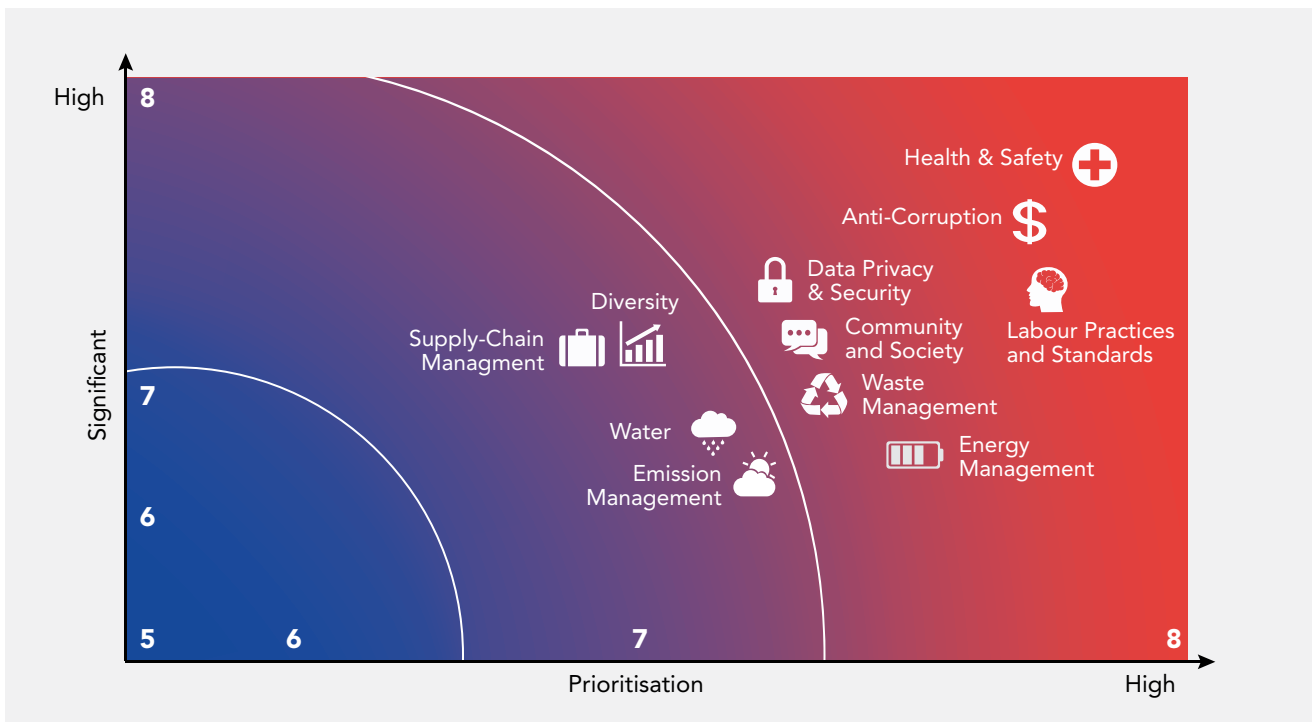 High
8
Health & Safety
Anti-Corruption
$
Data Privacy
& Security
Diversity
Community
and Society
Labour Practices
and Standards
Supply-Chain
Managment
Significant
7
Waste
Management
Water
Energy
Management
Emission
Management
6
5
6
7
8
Prioritisation
High